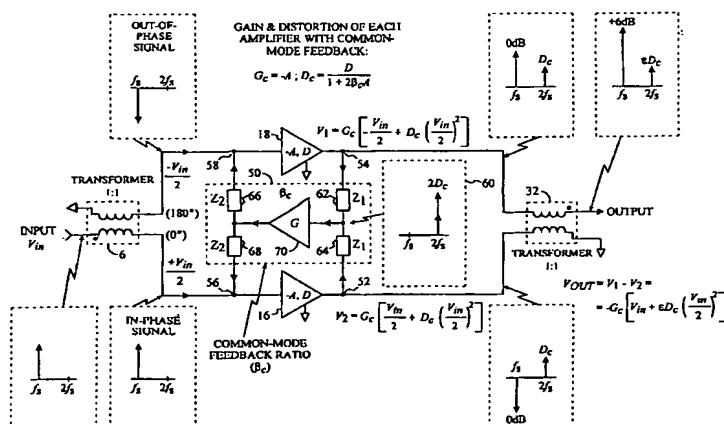 OUT-OF-
PHASE
SIGNAL
f_s 2f_s
GAIN & DISTORTION OF EACH
AMPLIFIER WITH COMMON-
MODE FEEDBACK:
G_c = -A ; D_c = D / (1 + 2β_cA)
0dB
D_c
f_s 2f_s
+6dB
εD_c
f_s 2f_s
18
-A, D
V_1 = G_c [ -V_in/2 + D_c (V_in/2)^2 ]
58
50
54
-V_in/2
TRANSFORMER
1:1
(180°)
INPUT
V_in
(0°)
6
+V_in/2
β_c
Z_2
66
62
Z_1
G
70
Z_2
68
64
Z_1
2D_c
f_s 2f_s
60
32
OUTPUT
TRANSFORMER
1:1
56
-A, D
16
52
V_2 = G_c [ V_in/2 + D_c (V_in/2)^2 ]
V_OUT = V_1 - V_2 =
= -G_c [ V_in + εD_c (V_in/2)^2 ]
IN-PHASE
SIGNAL
f_s 2f_s
f_s 2f_s
COMMON-MODE
FEEDBACK RATIO
(β_c)
f_s
D_c
2f_s
0dB